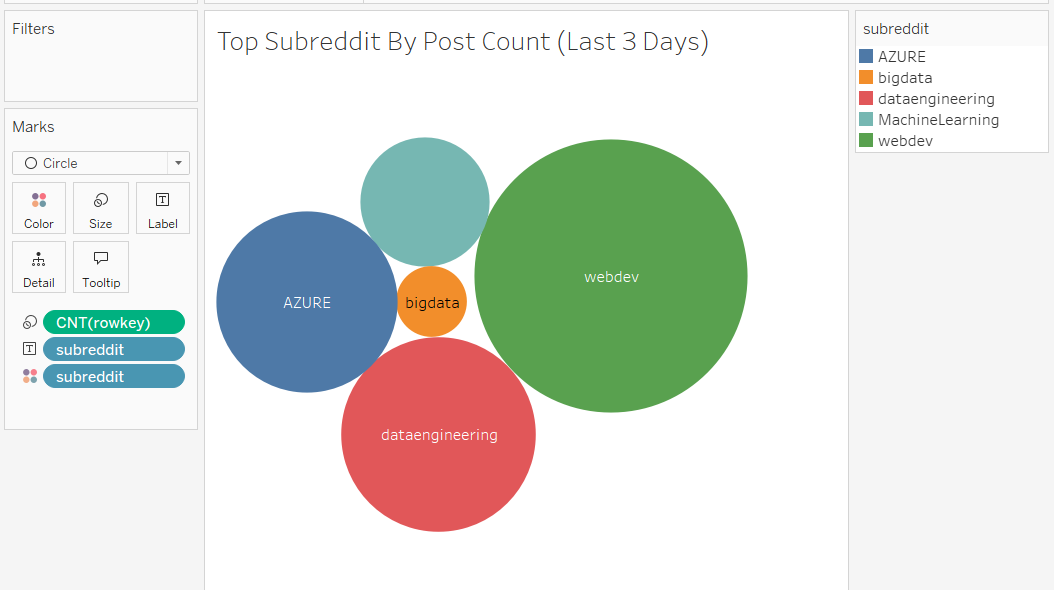 Filters
Marks
Circle
Color Size Label
Detail Tooltip
CNT(rowkey)
subreddit
subreddit
Top Subreddit By Post Count (Last 3 Days)
webdev
AZURE
bigdata
dataengineering
subreddit
AZURE
bigdata
dataengineering
MachineLearning
webdev